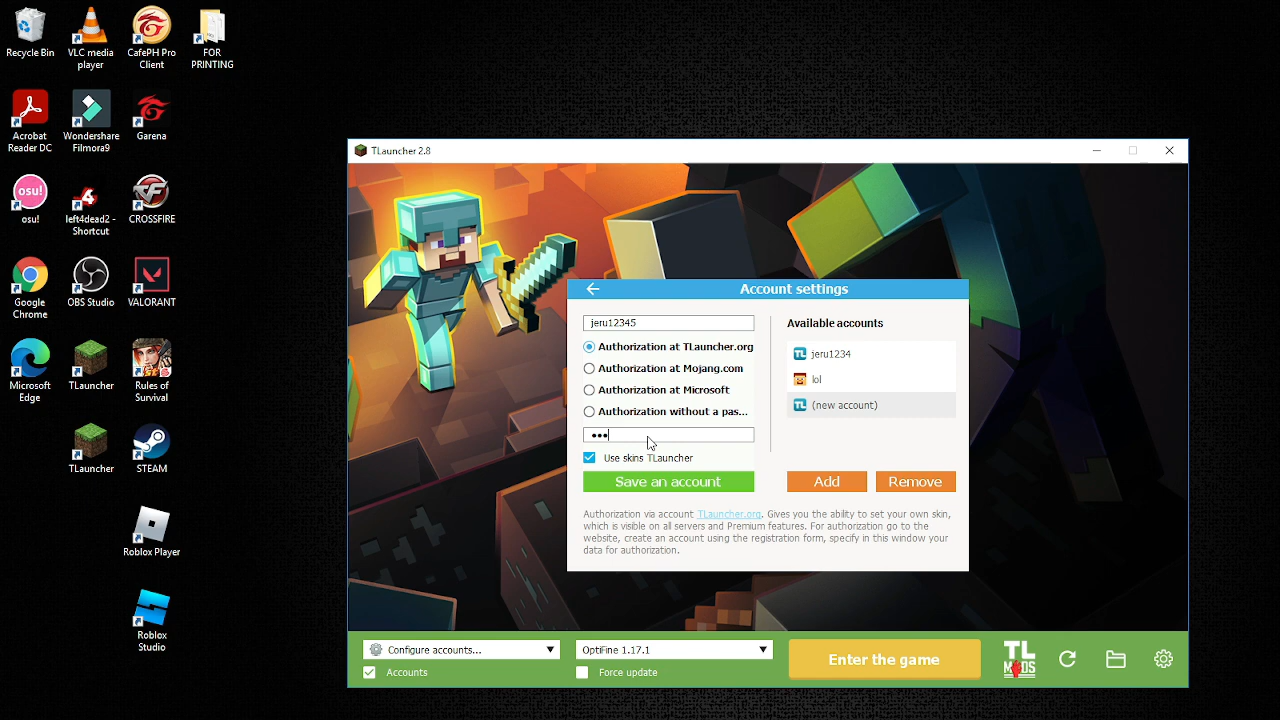 Recycle Bin
VLC media
player
CafePH Pro
Client
FOR
PRINTING
Acrobat
Reader DC
Wondershare
Filmora9
Garena
osu!
osu!
left4dead2 -
Shortcut
CROSSFIRE
Google
Chrome
OBS Studio
VALORANT
Microsoft
Edge
TLauncher
Rules of
Survival
TLauncher
STEAM
Roblox Player
Roblox
Studio
TLauncher 2.8
Account settings
jeru12345
Authorization at TLauncher.org
Authorization at Mojang.com
Authorization at Microsoft
Authorization without a pas...
•••
Use skins TLauncher
Save an account
Available accounts
TL jeru1234
lol
TL (new account)
Add
Remove
Authorization via account TLauncher.org. Gives you the ability to set your own skin,
which is visible on all servers and Premium features. For authorization go to the
website, create an account using the registration form, specify in this window your
data for authorization.
Configure accounts...
Accounts
OptiFine 1.17.1
Force update
Enter the game
TL
MODS